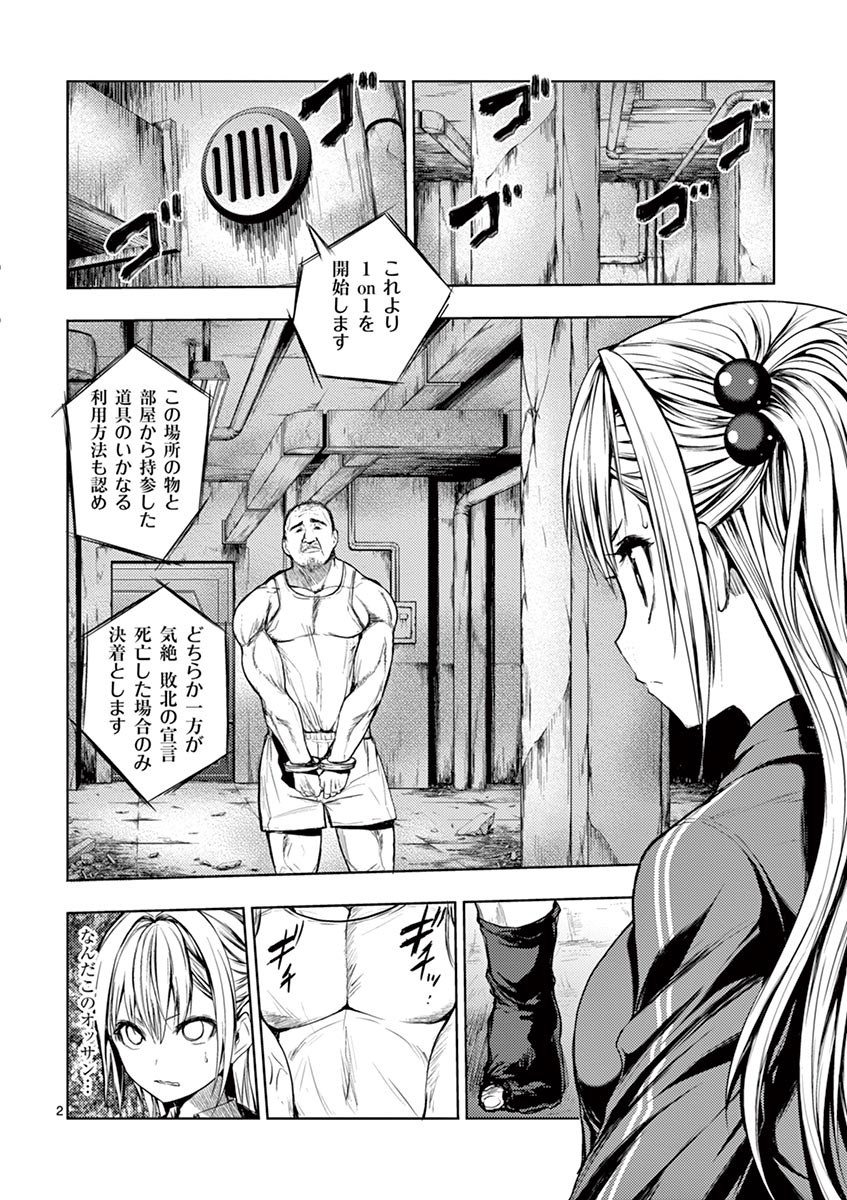 ゴ
ゴ
ゴ
ゴ
ゴ
ゴ
これより
1 on 1を
開始します
この場所の物と
部屋から持参した
道具のいかなる
利用方法も認め
どちらか一方が
気絶 敗北の宣言
死亡した場合のみ
決着とします
ギッ
ギッ
なんだこのオッサン…
2